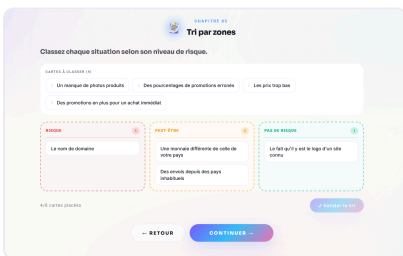 CHAPITRE 05
Tri par zones
Classez chaque situation selon son niveau de risque.
CARTES À CLASSER (4)
Un manque de photos produits
Des pourcentages de promotions erronés
Les prix trop bas
Des promotions en plus pour un achat immédiat
RISQUE
PEUT-ÊTRE
PAS DE RISQUE
Le nom de domaine
Une monnaie différente de celle de
votre pays
Le fait qu'il y ait le logo d'un site
connu
Des envois depuis des pays
inhabituels
4/8 cartes placées
✓ Valider le tri
← RETOUR
CONTINUER →